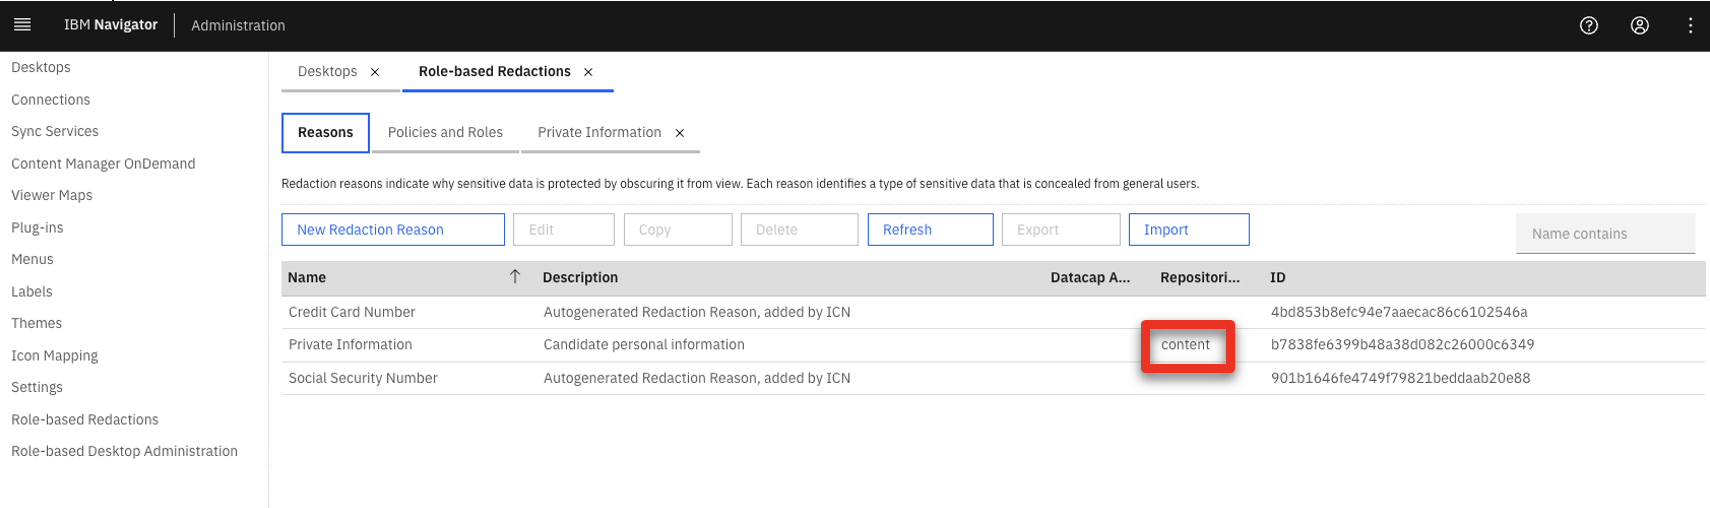 IBM Navigator Administration
Desktops
Connections
Sync Services
Content Manager OnDemand
Viewer Maps
Plug-ins
Menus
Labels
Themes
Icon Mapping
Settings
Role-based Redactions
Role-based Desktop Administration
Desktops × Role-based Redactions ×
Reasons Policies and Roles Private Information ×
Redaction reasons indicate why sensitive data is protected by obscuring it from view. Each reason identifies a type of sensitive data that is concealed from general users.
New Redaction Reason Edit Copy Delete Refresh Export Import Name contains
Name Description Datacap A... Repositori... ID
Credit Card Number Autogenerated Redaction Reason, added by ICN 4bd853b8efc94e7aaecac86c6102546a
Private Information Candidate personal information content b7838fe6399b48a38d082c26000c6349
Social Security Number Autogenerated Redaction Reason, added by ICN 901b1646fe4749f79821beddaab20e88